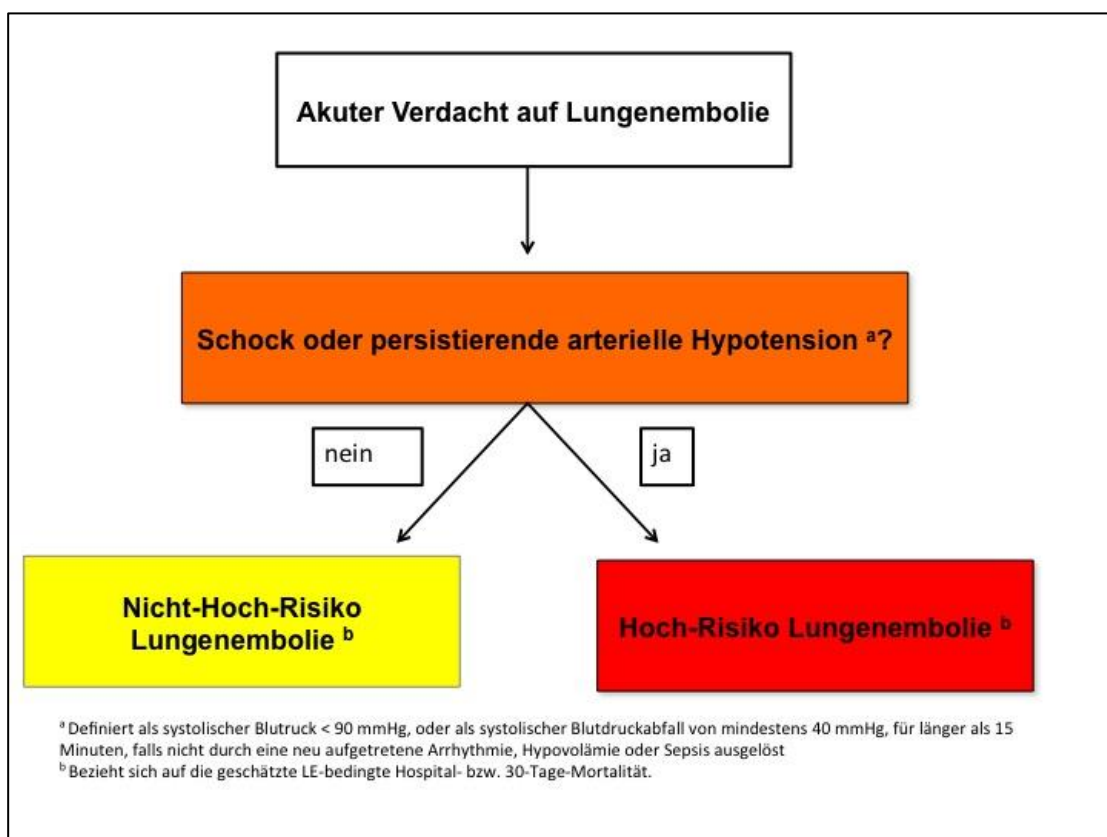 Akuter Verdacht auf Lungenembolie
Schock oder persistierende arterielle Hypotension ᵃ?
nein
ja
Nicht-Hoch-Risiko
Lungenembolie ᵇ
Hoch-Risiko Lungenembolie ᵇ
ᵃ Definiert als systolischer Blutruck < 90 mmHg, oder als systolischer Blutdruckabfall von mindestens 40 mmHg, für länger als 15
Minuten, falls nicht durch eine neu aufgetretene Arrhythmie, Hypovolämie oder Sepsis ausgelöst
ᵇ Bezieht sich auf die geschätzte LE-bedingte Hospital- bzw. 30-Tage-Mortalität.